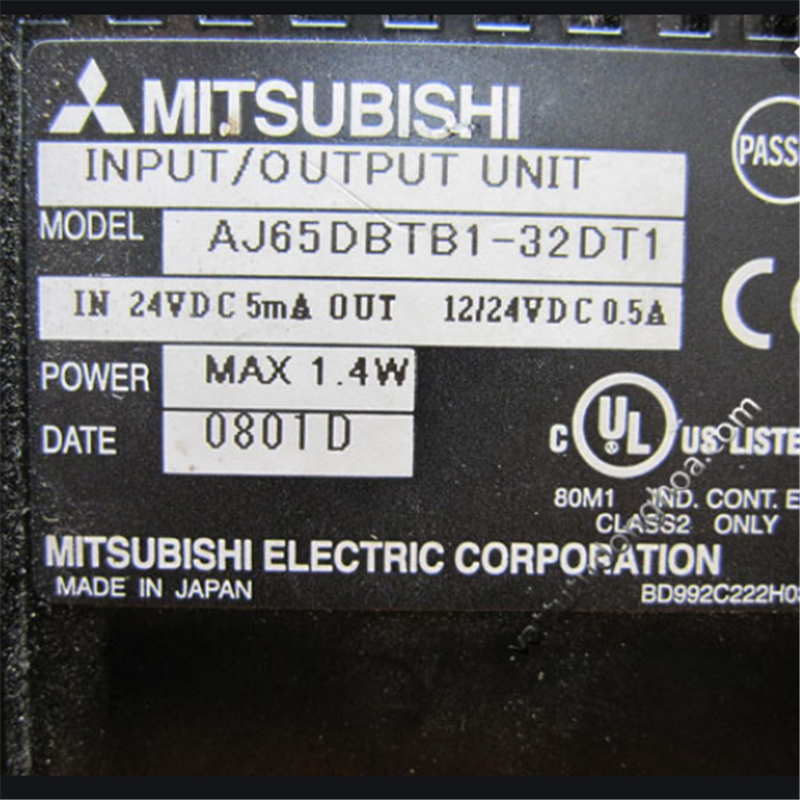 MITSUBISHI
PASS
INPUT/OUTPUT UNIT
MODEL AJ65DBTB1-32DT1
IN 24VDC 5mA OUT 12/24VDC 0.5A
POWER MAX 1.4W
DATE 0801D
C UL US LISTE
80M1 IND. CONT. E
CLASS2 ONLY
MITSUBISHI ELECTRIC CORPORATION
MADE IN JAPAN
BD992C222H0